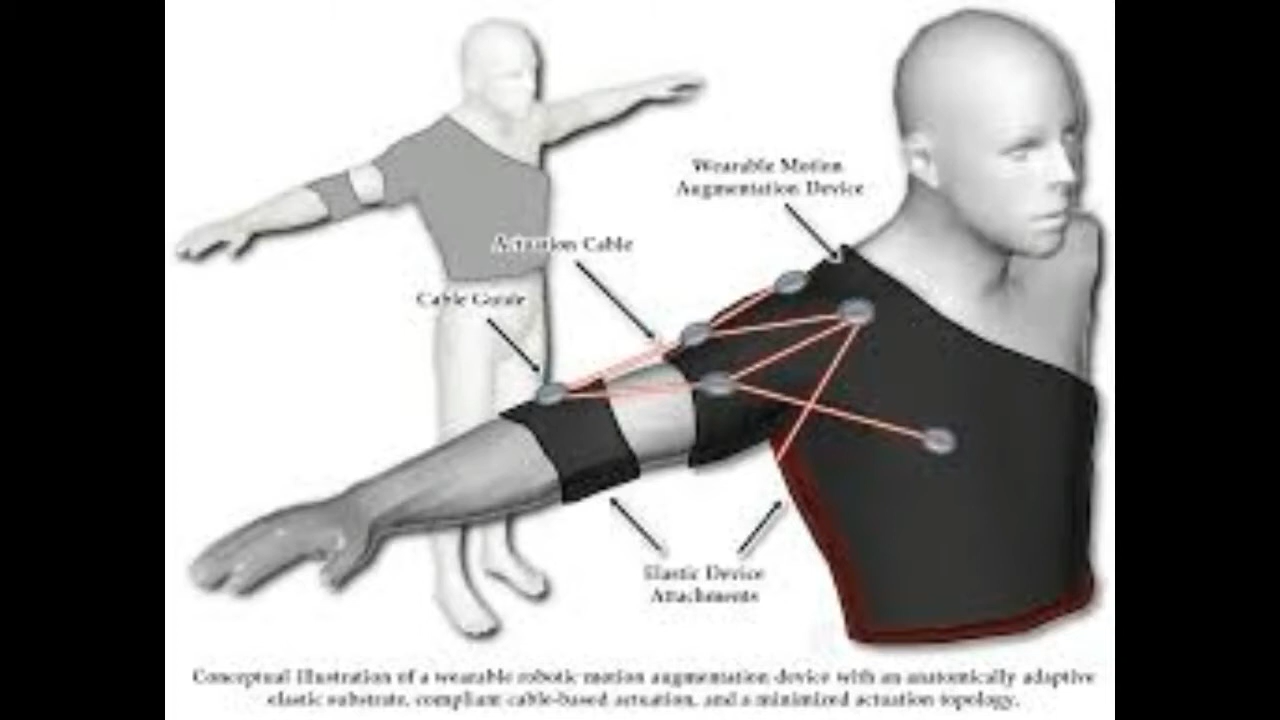 Wearable Motion
Augmentation Device
Actuation Cable
Cable Guide
Elastic Device
Attachments
Conceptual Illustration of a wearable robotic motion augmentation device with an anatomically adaptive
elastic substrate, compliant cable-based actuation, and a minimized actuation topology.